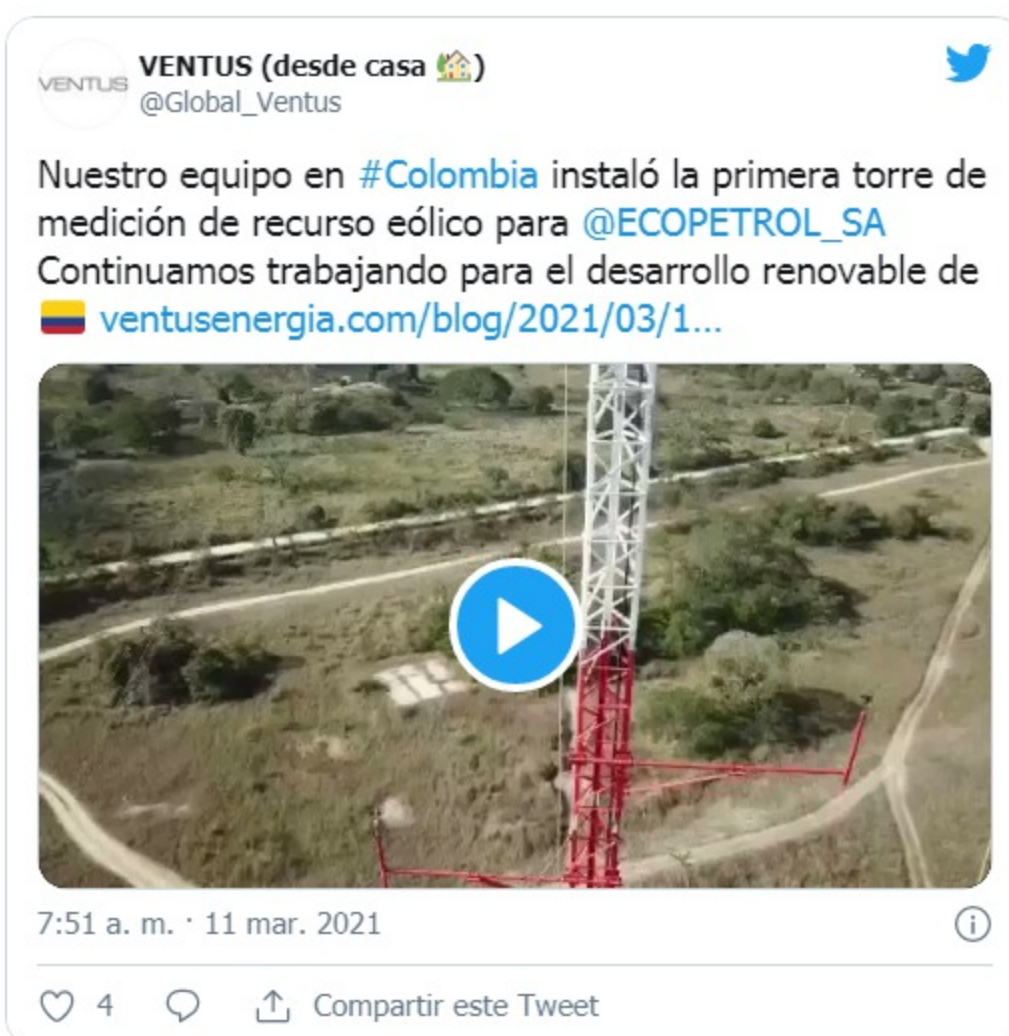 VENTUS
VENTUS (desde casa 🏡)
@Global_Ventus
Nuestro equipo en #Colombia instaló la primera torre de
medición de recurso eólico para @ECOPETROL_SA
Continuamos trabajando para el desarrollo renovable de
🇨🇴 ventusenergia.com/blog/2021/03/1...
7:51 a. m. · 11 mar. 2021
4
Compartir este Tweet